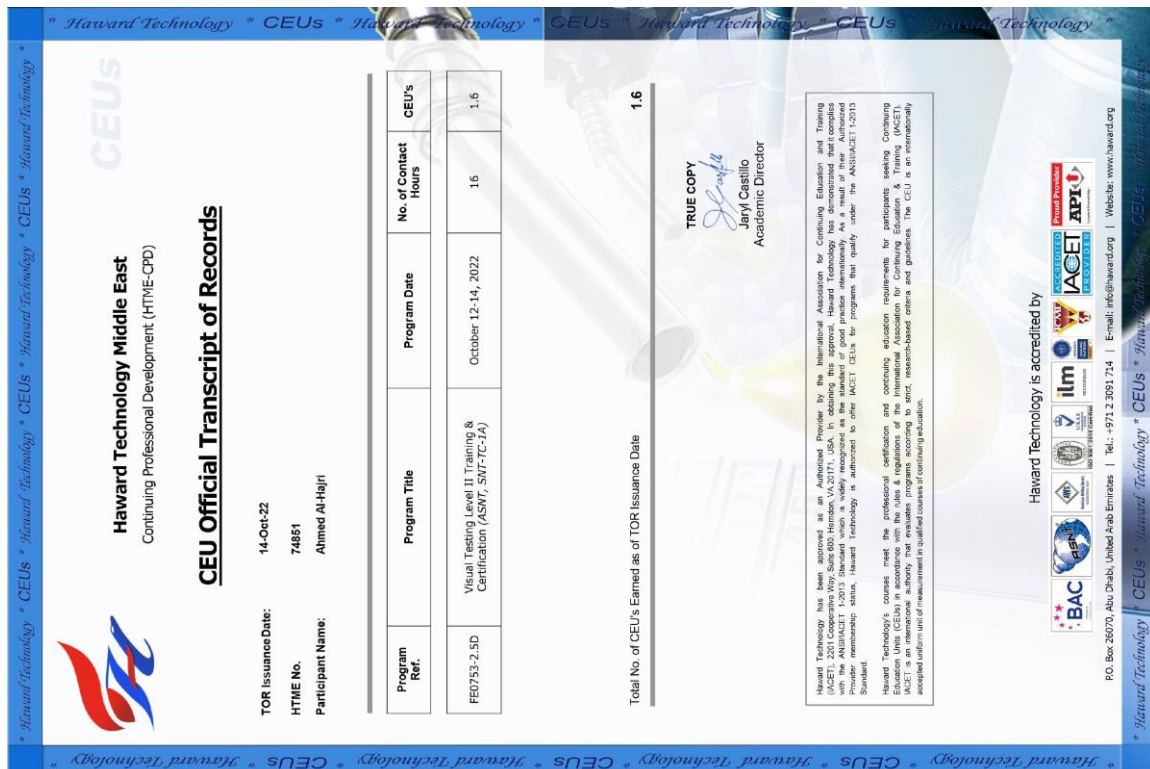 * Haward Technology * CEUs * Haward Technology * CEUs * Haward Technology * CEUs * Haward Technology *
CEUs
Haward Technology Middle East
Continuing Professional Development (HTME-CPD)
CEU Official Transcript of Records
TOR Issuance Date: 14-Oct-22
HTME No. 74851
Participant Name: Ahmed Al-Hajri
Program Ref. Program Title Program Date No. of Contact Hours CEU's
FE0753-2.5D Visual Testing Level II Training & Certification (ASNT, SNT-TC-1A) October 12-14, 2022 16 1.6
Total No. of CEU's Earned as of TOR Issuance Date 1.6
TRUE COPY
Jaryl Castillo
Academic Director
Haward Technology has been approved as an Authorized Provider by the International Association for Continuing Education and Training
(IACET), 2201 Cooperative Way, Suite 600, Herndon, VA 20171, USA. In obtaining this approval, Haward Technology has demonstrated that it complies
with the ANSI/IACET 1-2013 Standard which is widely recognized as the standard of good practice internationally. As a result of their Authorized
Provider membership status, Haward Technology is authorized to offer IACET CEUs for programs that qualify under the ANSI/IACET 1-2013
Standard.
Haward Technology's courses meet the professional certification and continuing education requirements for participants seeking Continuing
Education Units (CEUs) in accordance with the rules & regulations of the International Association for Continuing Education & Training (IACET).
IACET is an international authority that evaluates programs according to strict, research-based criteria and guidelines. The CEU is an internationally
accepted uniform unit of measurement in qualified courses of continuing education.
Haward Technology is accredited by
BAC
ASNT
AWS
ISO 9001:2015 Certified
UKAS
ilm
RECOGNISED
ACCREDITED
IACET
PROVIDER
Proud Provider
API-U
P.O. Box 26070, Abu Dhabi, United Arab Emirates | Tel.: +971 2 3091 714 | E-mail: info@haward.org | Website: www.haward.org